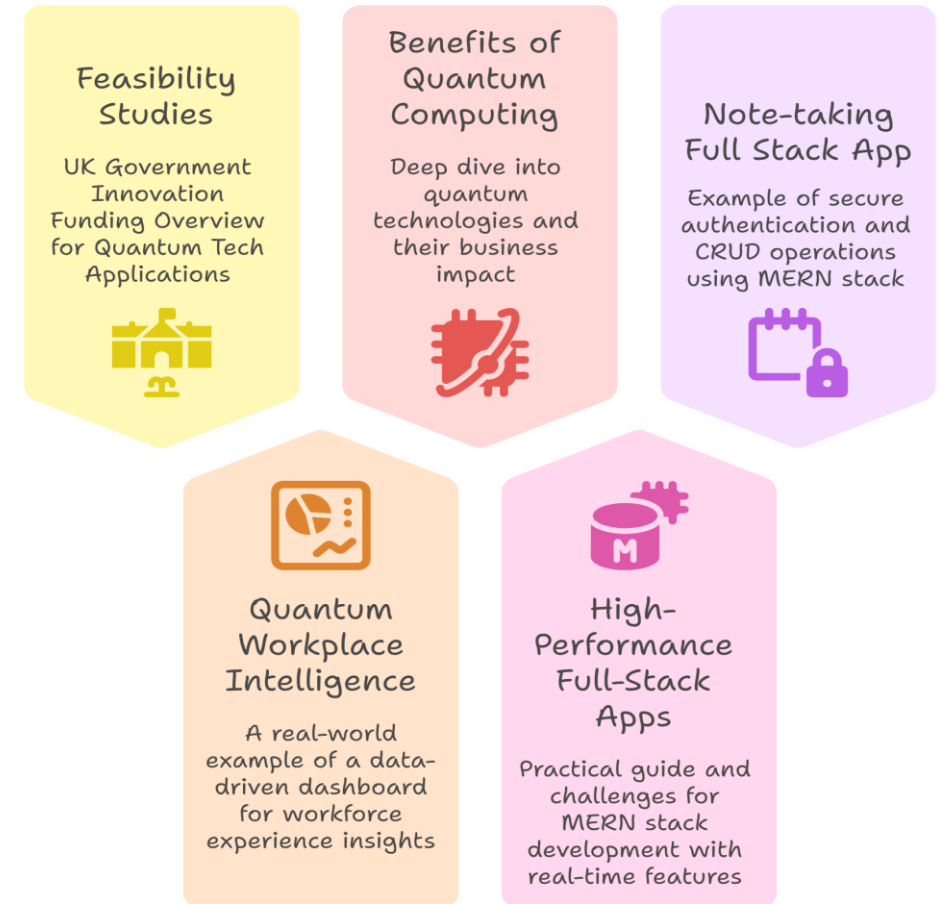 Feasibility
Studies
UK Government
Innovation
Funding Overview
for Quantum Tech
Applications
Benefits of
Quantum
Computing
Deep dive into
quantum
technologies and
their business
impact
Note-taking
Full Stack App
Example of secure
authentication and
CRUD operations
using MERN stack
Quantum
Workplace
Intelligence
A real-world
example of a data-
driven dashboard
for workforce
experience insights
M
High-
Performance
Full-Stack
Apps
Practical guide and
challenges for
MERN stack
development with
real-time features